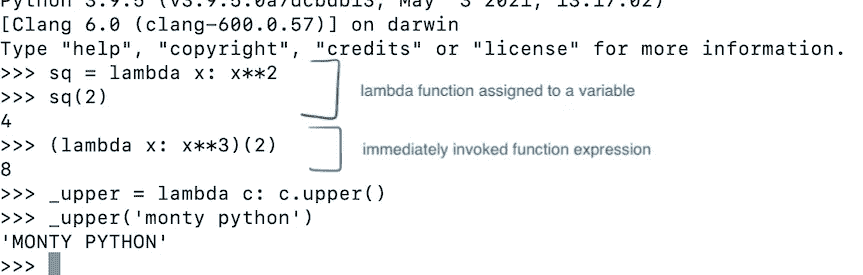 Python 3.9.5 (v3.9.5:0a7dcbdb13, May  3 2021, 13:17:02)
[Clang 6.0 (clang-600.0.57)] on darwin
Type "help", "copyright", "credits" or "license" for more information.
>>> sq = lambda x: x**2
>>> sq(2)
lambda function assigned to a variable
4
>>> (lambda x: x**3)(2)
immediately invoked function expression
8
>>> _upper = lambda c: c.upper()
>>> _upper('monty python')
'MONTY PYTHON'
>>>